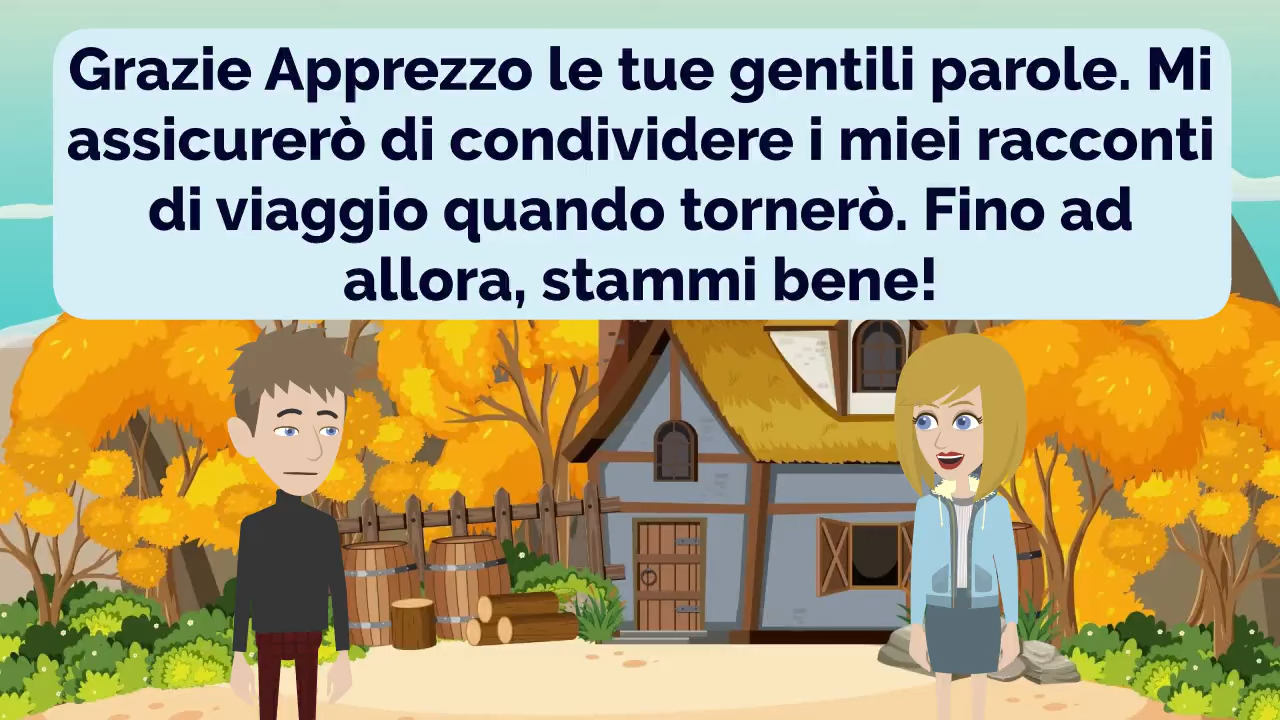 Grazie Apprezzo le tue gentili parole. Mi
assicurerò di condividere i miei racconti
di viaggio quando tornerò. Fino ad
allora, stammi bene!